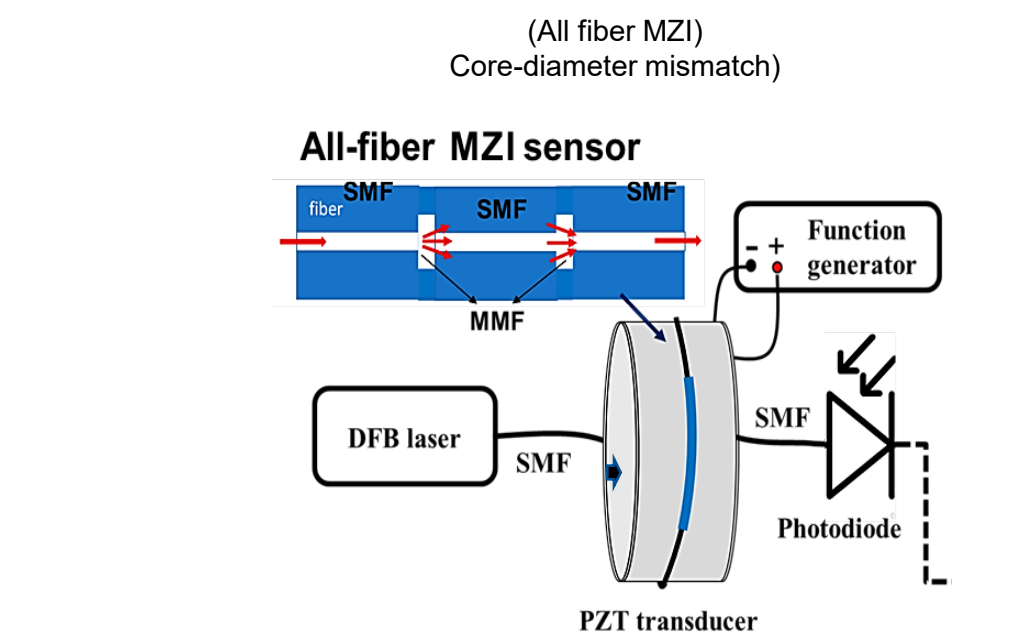 (All fiber MZI)
Core-diameter mismatch)
All-fiber MZI sensor
SMF
SMF
SMF
fiber
MMF
- +
Function
generator
DFB laser
SMF
SMF
Photodiode
PZT transducer